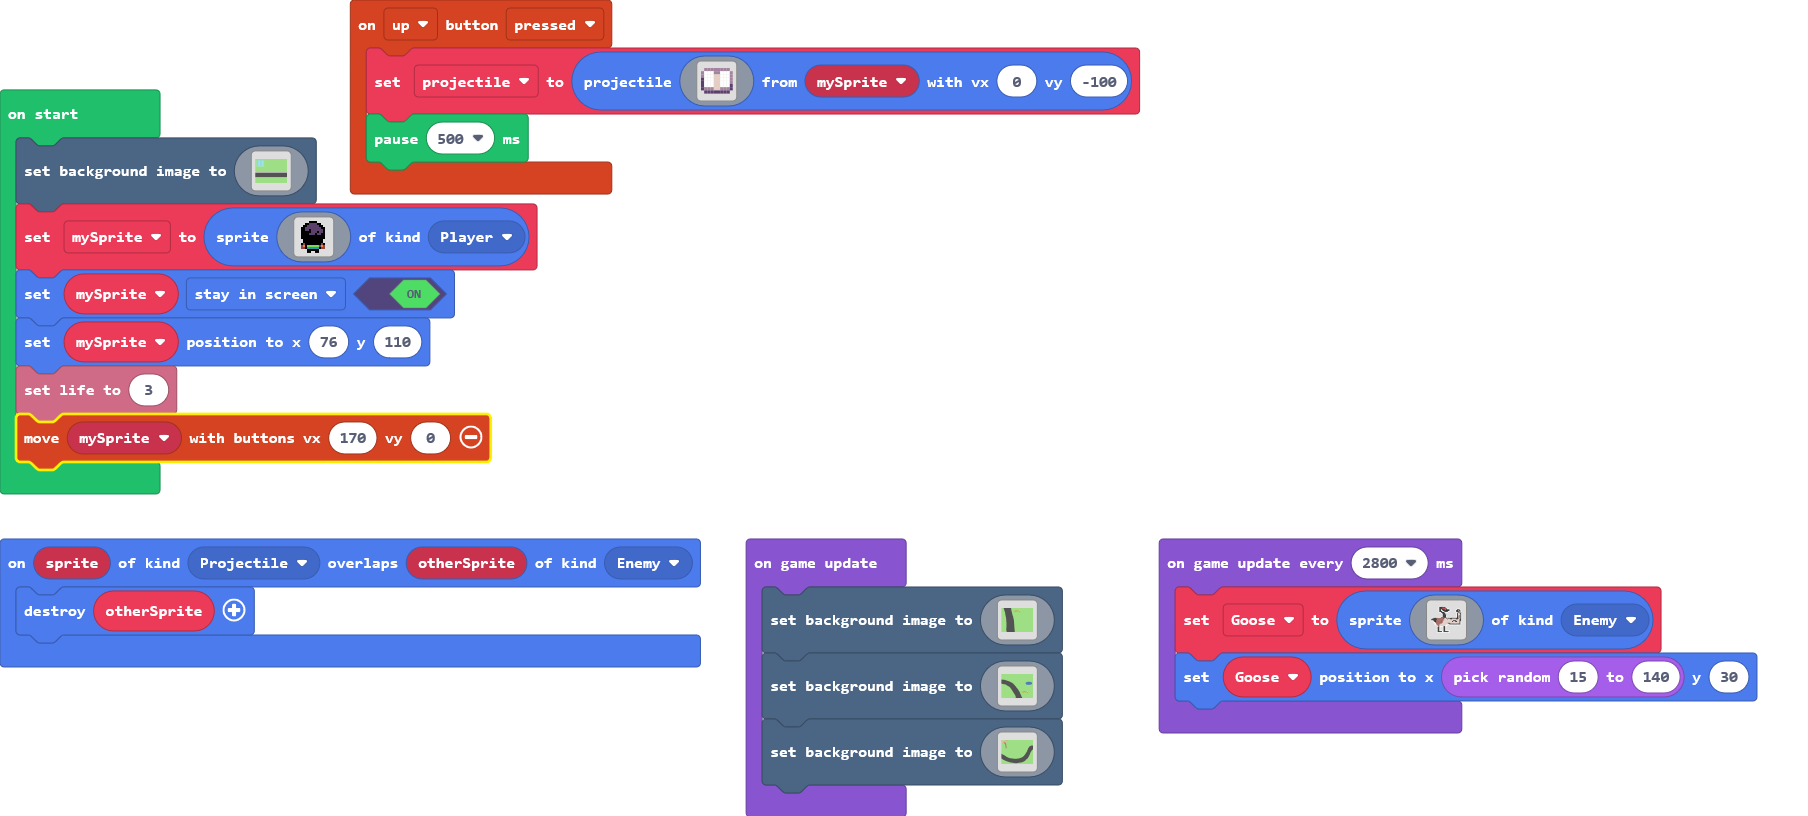 on up button pressed
set projectile to projectile from mySprite with vx 0 vy -100
pause 500 ms
on start
set background image to
set mySprite to sprite of kind Player
set mySprite stay in screen ON
set mySprite position to x 76 y 110
set life to 3
move mySprite with buttons vx 170 vy 0
on sprite of kind Projectile overlaps otherSprite of kind Enemy
destroy otherSprite
on game update
set background image to
set background image to
set background image to
on game update every 2800 ms
set Goose to sprite of kind Enemy
set Goose position to x pick random 15 to 140 y 30